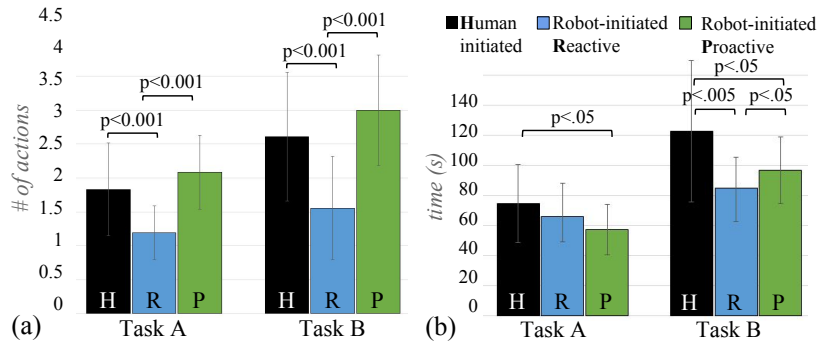 4.5
4
3.5
3
2.5
2
1.5
1
0.5
0
# of actions
p<0.001
p<0.001
p<0.001
p<0.001
H R P H R P
Task A Task B
(a)
Human initiated
Robot-initiated Reactive
Robot-initiated Proactive
140
120
100
80
60
40
20
0
time (s)
p<.05
p<.05
p<.005 p<.05
H R P H R P
Task A Task B
(b)